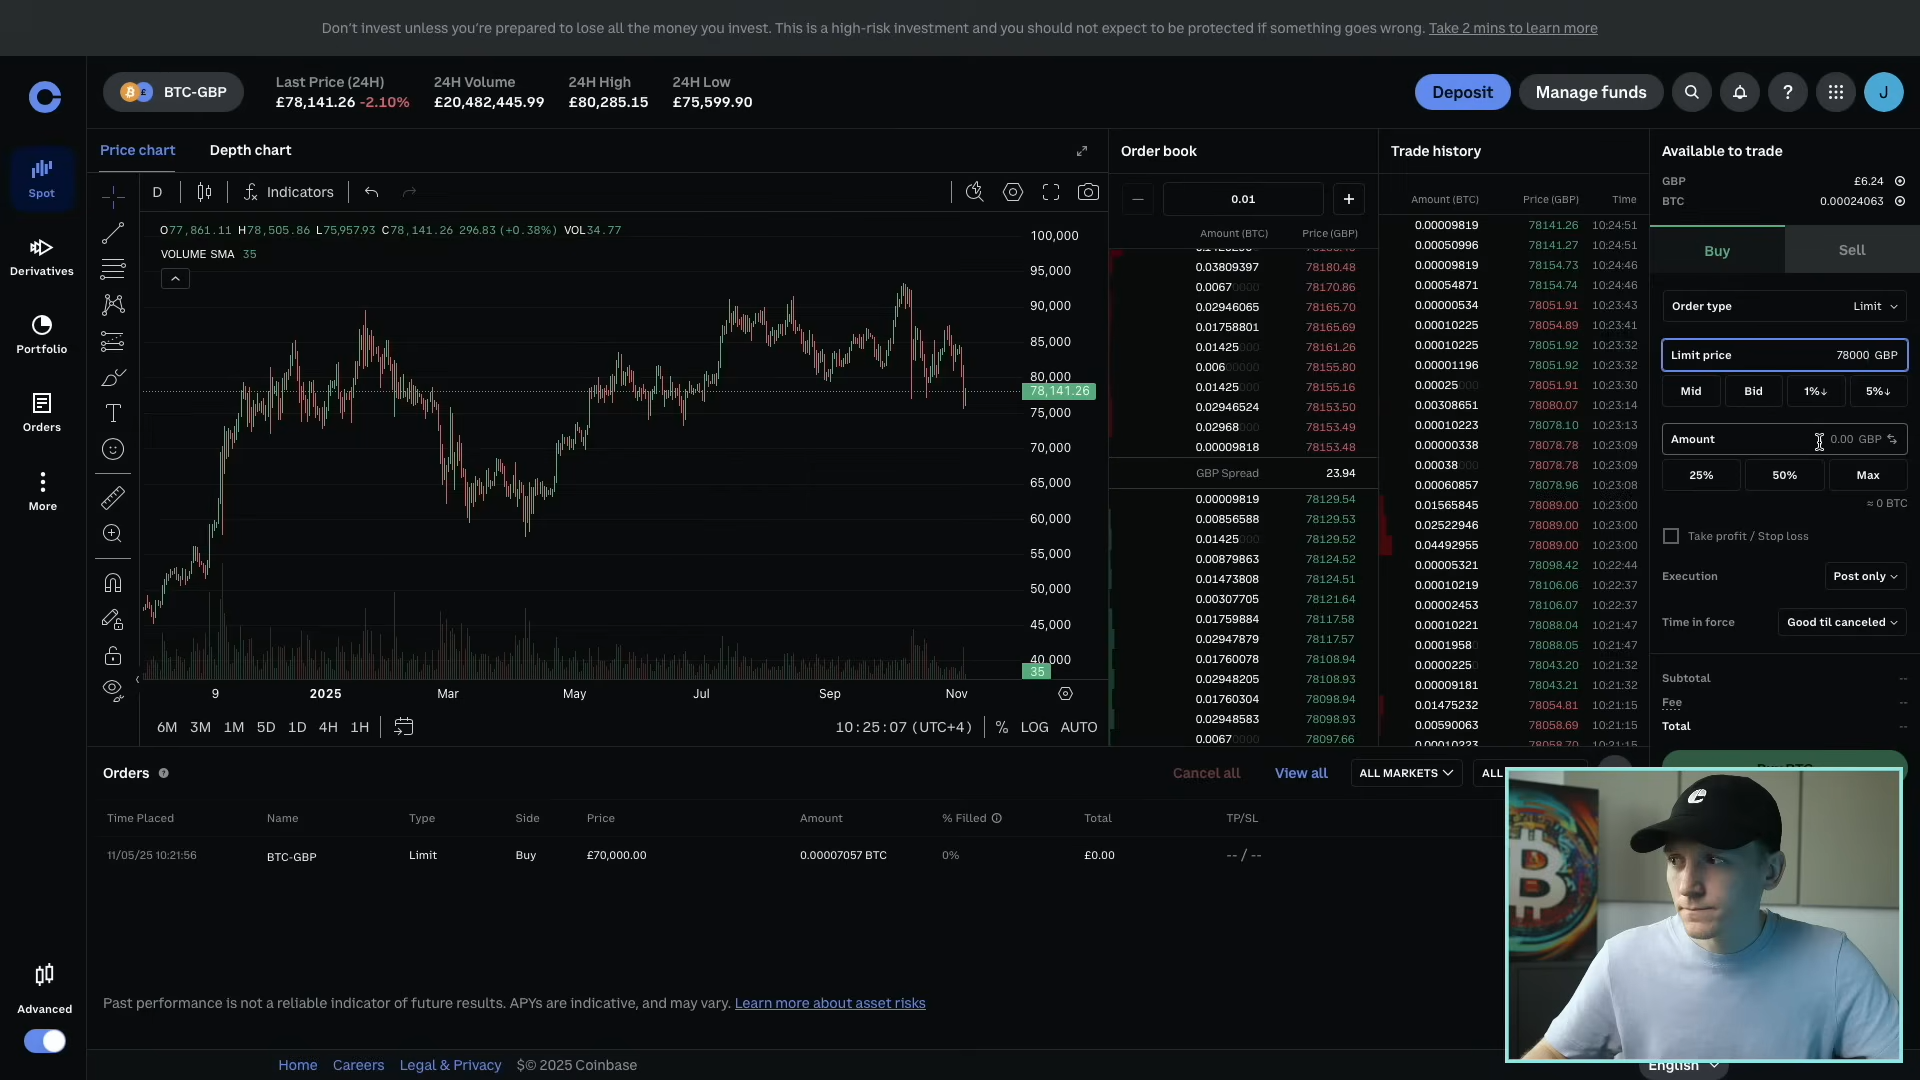 Don't invest unless you're prepared to lose all the money you invest. This is a high-risk investment and you should not expect to be protected if something goes wrong. Take 2 mins to learn more
BTC-GBP
Last Price (24H)
£78,141.26 -2.10%
24H Volume
£20,482,445.99
24H High
£80,285.15
24H Low
£75,599.90
Deposit
Manage funds
?
J
Spot
Derivatives
Portfolio
Orders
More
Advanced
Price chart
Depth chart
D
Indicators
O77,861.11 H78,505.86 L75,957.93 C78,141.26 296.83 (+0.38%) VOL34.77
VOLUME SMA 35
100,000
95,000
90,000
85,000
80,000
78,141.26
75,000
70,000
65,000
60,000
55,000
50,000
45,000
40,000
35
9
2025
Mar
May
Jul
Sep
Nov
6M 3M 1M 5D 1D 4H 1H
10:25:07 (UTC+4)
% LOG AUTO
Order book
0.01
Amount (BTC) Price (GBP)
0.03809397 78180.48
0.00670000 78170.86
0.02946065 78165.70
0.01758801 78165.69
0.01425000 78161.26
0.00600000 78155.80
0.01425000 78155.16
0.02946524 78153.50
0.02968000 78153.49
0.00009818 78153.48
GBP Spread 23.94
0.00009819 78129.54
0.00856588 78129.53
0.01425000 78129.52
0.00879863 78124.52
0.01473808 78124.51
0.00307705 78121.64
0.01759884 78117.58
0.02947879 78117.57
0.01760078 78108.94
0.02948205 78108.93
0.01760304 78098.94
0.02948583 78098.93
0.00670000 78097.66
Trade history
Amount (BTC) Price (GBP) Time
0.00009819 78141.26 10:24:51
0.00050996 78141.27 10:24:51
0.00009819 78154.73 10:24:46
0.00054871 78154.74 10:24:46
0.00000534 78051.91 10:23:43
0.00010225 78054.89 10:23:41
0.00010225 78051.92 10:23:32
0.00001196 78051.92 10:23:32
0.00025000 78051.91 10:23:30
0.00308651 78080.07 10:23:14
0.00010223 78078.10 10:23:13
0.00000338 78078.78 10:23:09
0.00038000 78078.78 10:23:09
0.00060857 78078.96 10:23:08
0.01565845 78089.00 10:23:00
0.02522946 78089.00 10:23:00
0.04492955 78089.00 10:23:00
0.00005321 78098.42 10:22:44
0.00010219 78106.06 10:22:37
0.00002453 78106.07 10:22:37
0.00010221 78088.04 10:21:47
0.00019580 78088.05 10:21:47
0.00002250 78043.20 10:21:32
0.00009181 78043.21 10:21:32
0.01475232 78054.81 10:21:15
0.00590063 78058.69 10:21:15
0.00010223 78058.70 10:21:15
Available to trade
GBP £6.24
BTC 0.00024063
Buy
Sell
Order type Limit
Limit price 78000 GBP
Mid Bid 1%↓ 5%↓
Amount 0.00 GBP
25% 50% Max
≈ 0 BTC
Take profit / Stop loss
Execution Post only
Time in force Good til canceled
Subtotal --
Fee --
Total --
Orders
Cancel all
View all
ALL MARKETS
ALL
Time Placed Name Type Side Price Amount % Filled Total TP/SL
11/05/25 10:21:56 BTC-GBP Limit Buy £70,000.00 0.00007057 BTC 0% £0.00 -- / --
Past performance is not a reliable indicator of future results. APYs are indicative, and may vary. Learn more about asset risks
Home
Careers
Legal & Privacy
$© 2025 Coinbase
English